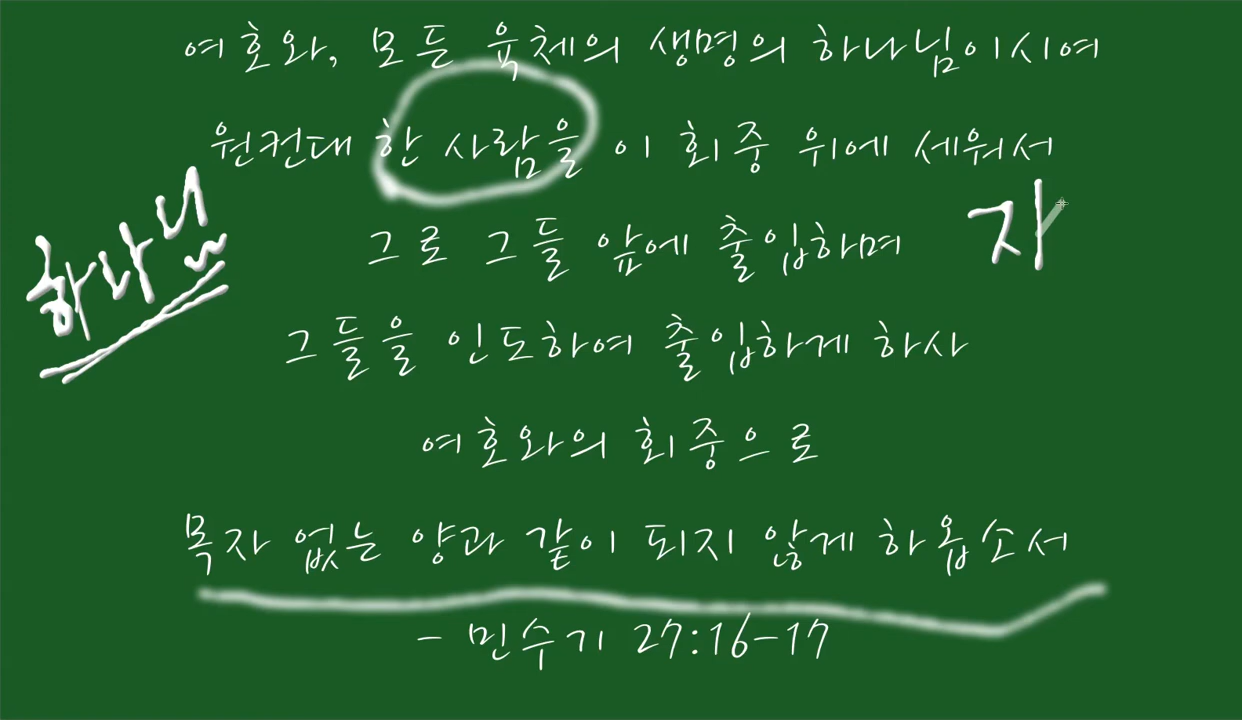 여호와, 모든 육체의 생명의 하나님이시여
원컨대 한 사람을 이 회중 위에 세워서
하나님
그로 그들 앞에 출입하며
지
그들을 인도하여 출입하게 하사
여호와의 회중으로
목자 없는 양과 같이 되지 않게 하옵소서
- 민수기 27:16-17